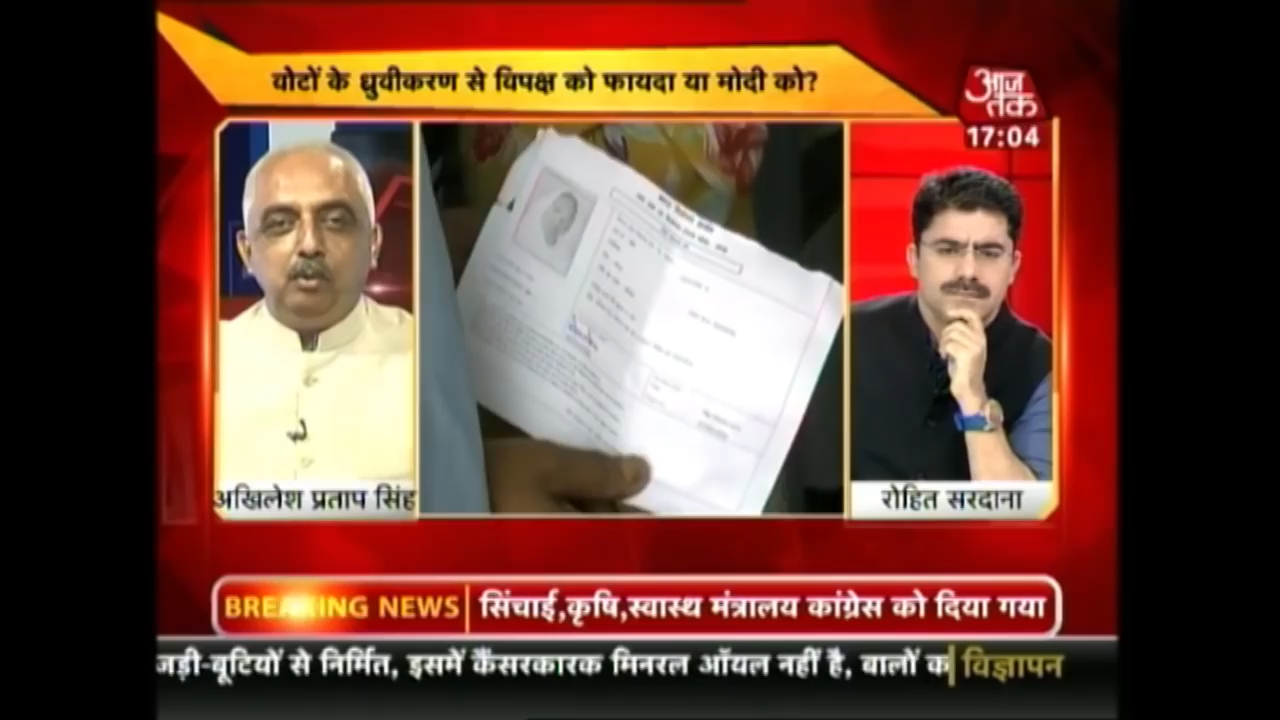 वोटों के ध्रुवीकरण से विपक्ष को फायदा या मोदी को?
आज
तक
17:04
अखिलेश प्रताप सिंह
रोहित सरदाना
BREAKING NEWS
सिंचाई,कृषि,स्वास्थ मंत्रालय कांग्रेस को दिया गया
जड़ी-बूटियों से निर्मित, इसमें कैंसरकारक मिनरल ऑयल नहीं है, बालों क
विज्ञापन